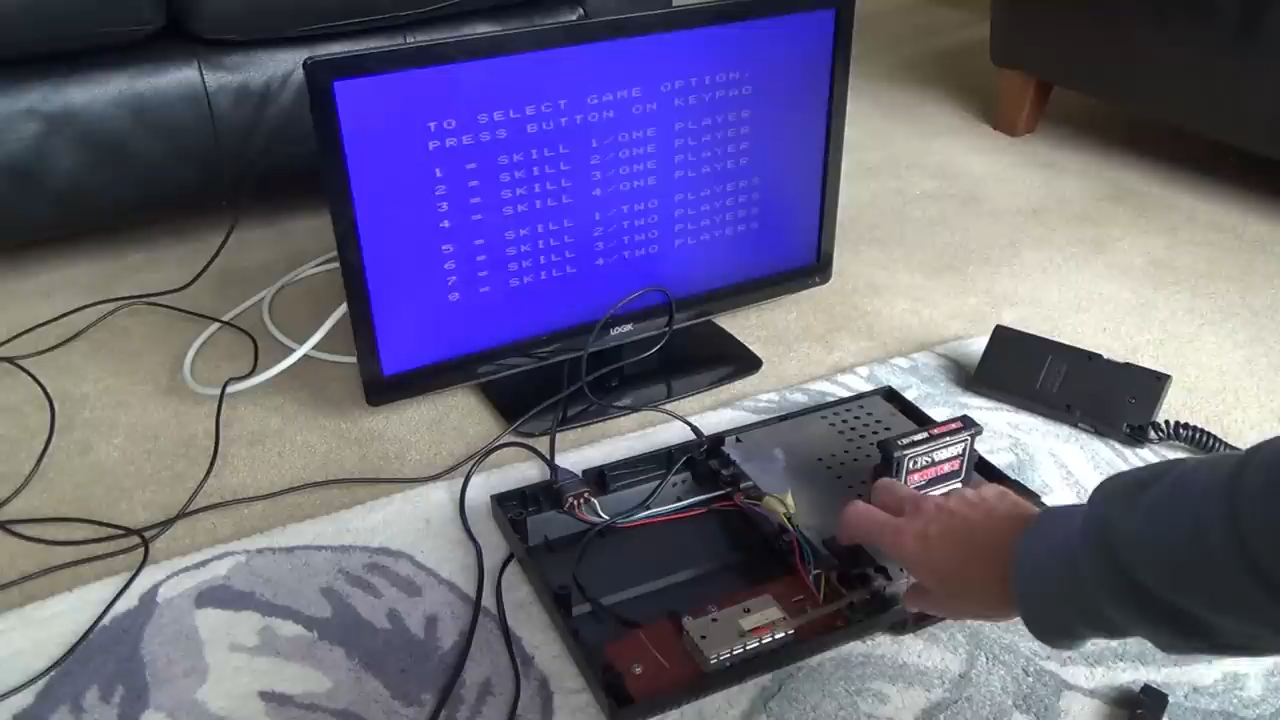 TO SELECT GAME OPTION,
PRESS BUTTON ON KEYPAD
1 = SKILL 1/ONE PLAYER
2 = SKILL 2/ONE PLAYER
3 = SKILL 3/ONE PLAYER
4 = SKILL 4/ONE PLAYER
5 = SKILL 1/TWO PLAYERS
6 = SKILL 2/TWO PLAYERS
7 = SKILL 3/TWO PLAYERS
8 = SKILL 4/TWO PLAYERS
LOGIK
CBS